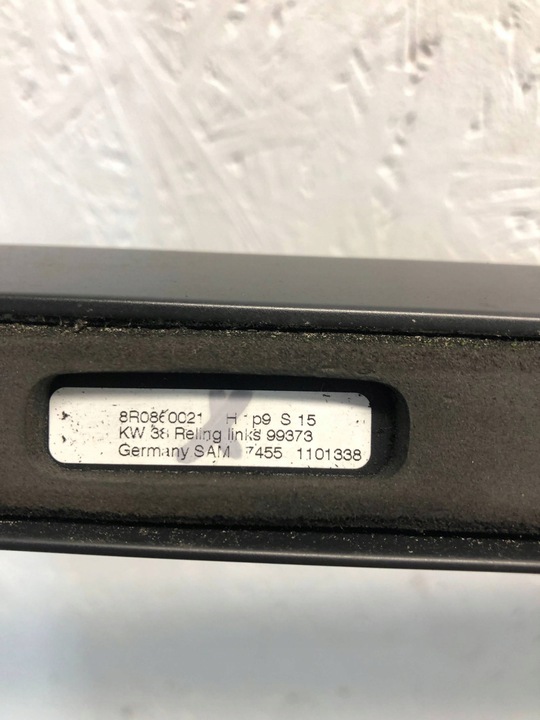 8R0860021 H p9 S 15
KW 38 Reling links 99373
Germany SAM 7455 1101338